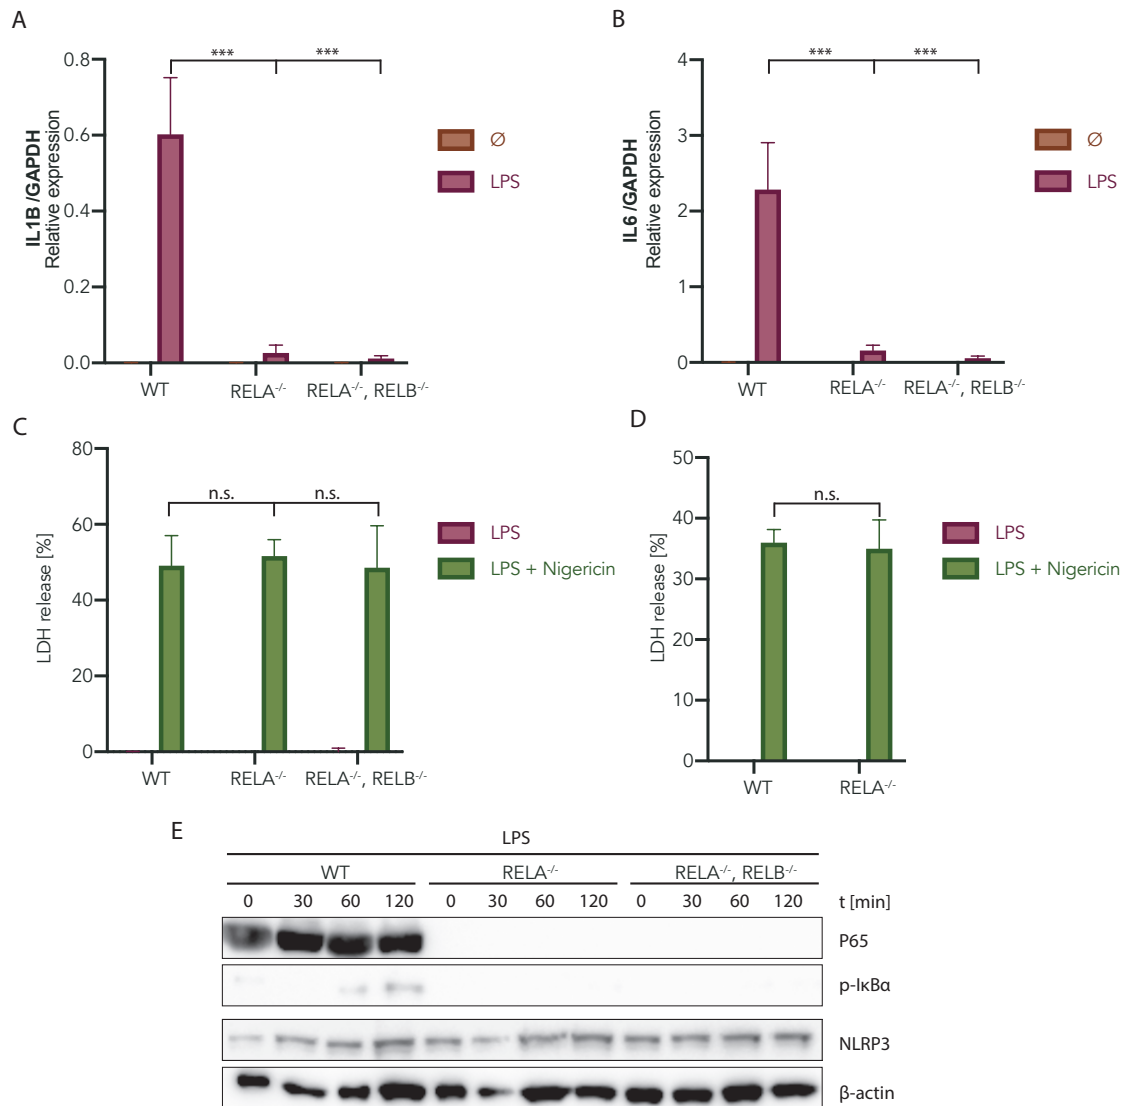 A
IL1B /GAPDH
Relative expression
0.8
0.6
0.4
0.2
0.0
***
***
WT
RELA-/-
RELA-/-, RELB-/-
Ø
LPS
B
IL6 /GAPDH
Relative expression
4
3
2
1
0
***
***
WT
RELA-/-
RELA-/-, RELB-/-
Ø
LPS
C
LDH release [%]
80
60
40
20
0
n.s.
n.s.
WT
RELA-/-
RELA-/-, RELB-/-
LPS
LPS + Nigericin
D
LDH release [%]
50
40
30
20
10
0
n.s.
WT
RELA-/-
LPS
LPS + Nigericin
E
LPS
WT RELA-/- RELA-/-, RELB-/-
0 30 60 120 0 30 60 120 0 30 60 120 t [min]
P65
p-IκBα
NLRP3
β-actin